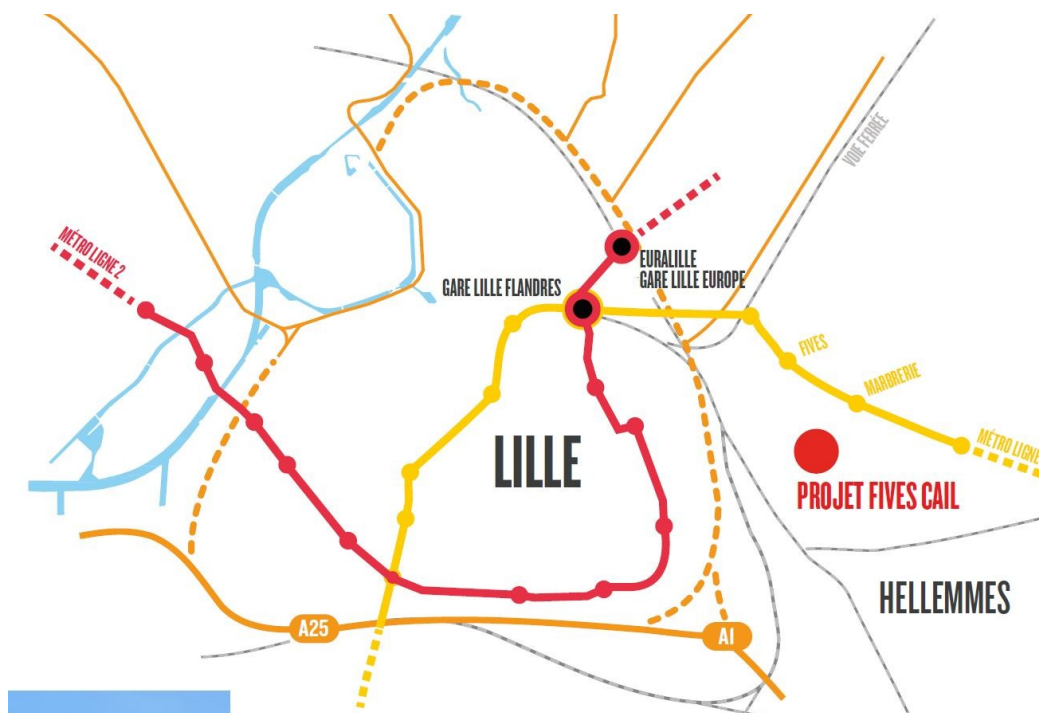 VOIE FERRÉE
MÉTRO LIGNE 2
EURALILLE
GARE LILLE EUROPE
GARE LILLE FLANDRES
FIVES
MARBRERIE
MÉTRO LIGNE
LILLE
PROJET FIVES CAIL
HELLEMMES
A25
A1